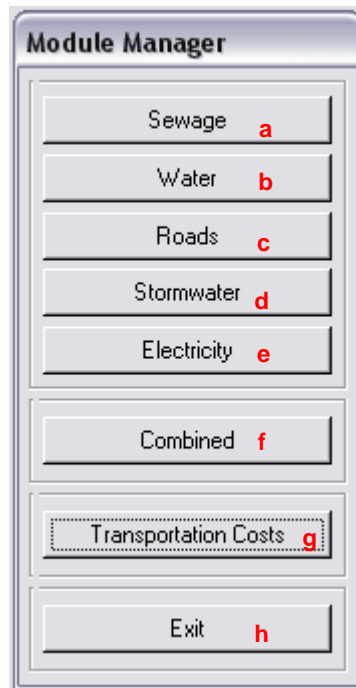 Module Manager
Sewage a
Water b
Roads c
Stormwater d
Electricity e
Combined f
Transportation Costs g
Exit h